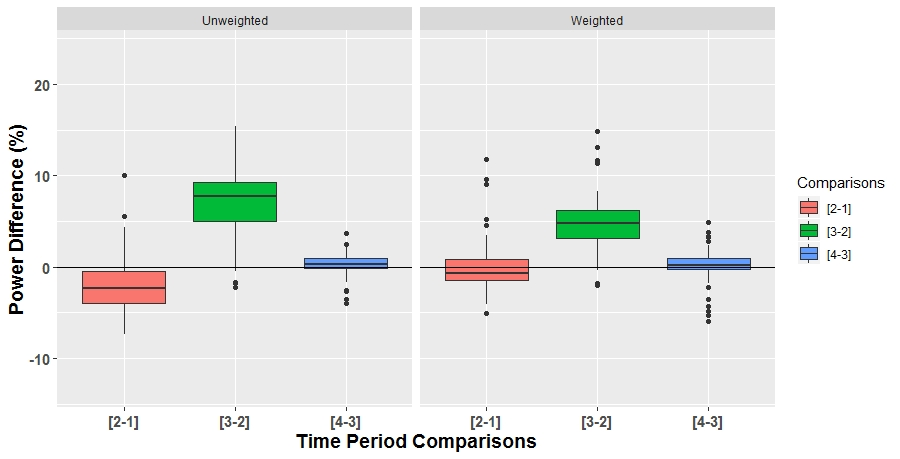 Unweighted
Weighted
Power Difference (%)
20
10
0
-10
[2-1]
[3-2]
[4-3]
[2-1]
[3-2]
[4-3]
Time Period Comparisons
Comparisons
[2-1]
[3-2]
[4-3]